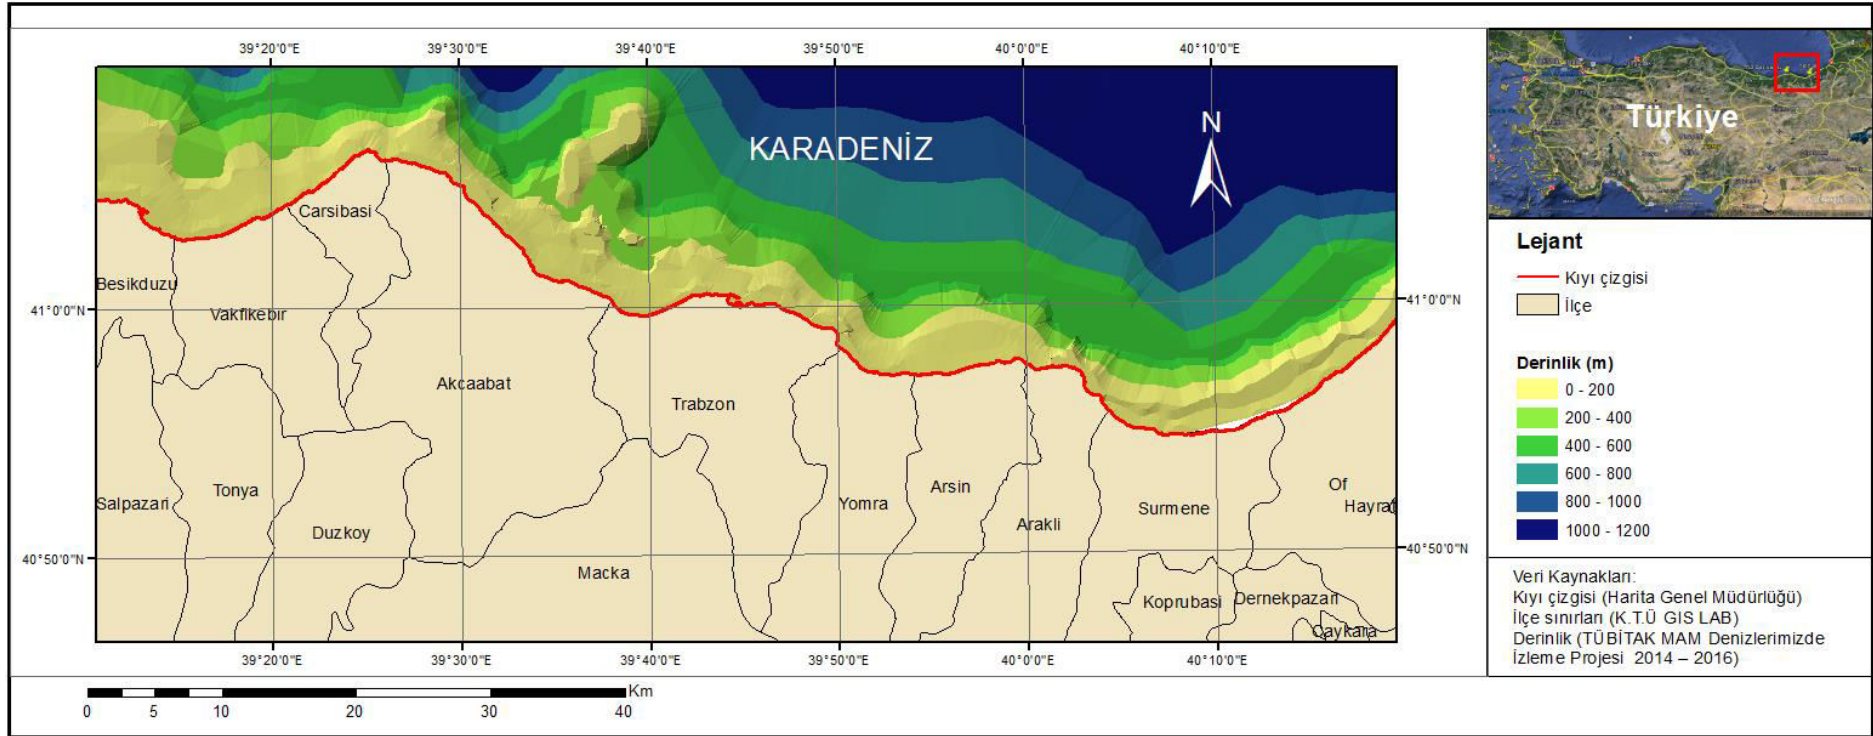 39°20'0"E
39°30'0"E
39°40'0"E
39°50'0"E
40°0'0"E
40°10'0"E
KARADENİZ
N
Carsibasi
Besikduzu
Vakfikebir
41°0'0"N
41°0'0"N
Akcaabat
Trabzon
Salpazari
Tonya
Duzkoy
Yomra
Arsin
Arakli
Surmene
Of
Hayrat
40°50'0"N
40°50'0"N
Macka
Koprubasi
Dernekpazari
Caykara
39°20'0"E
39°30'0"E
39°40'0"E
39°50'0"E
40°0'0"E
40°10'0"E
Km
0
5
10
20
30
40
Türkiye
Lejant
Kıyı çizgisi
İlçe
Derinlik (m)
0 - 200
200 - 400
400 - 600
600 - 800
800 - 1000
1000 - 1200
Veri Kaynakları:
Kıyı çizgisi (Harita Genel Müdürlüğü)
İlçe sınırları (K.T.Ü GIS LAB)
Derinlik (TÜBİTAK MAM Denizlerimizde
İzleme Projesi 2014 – 2016)